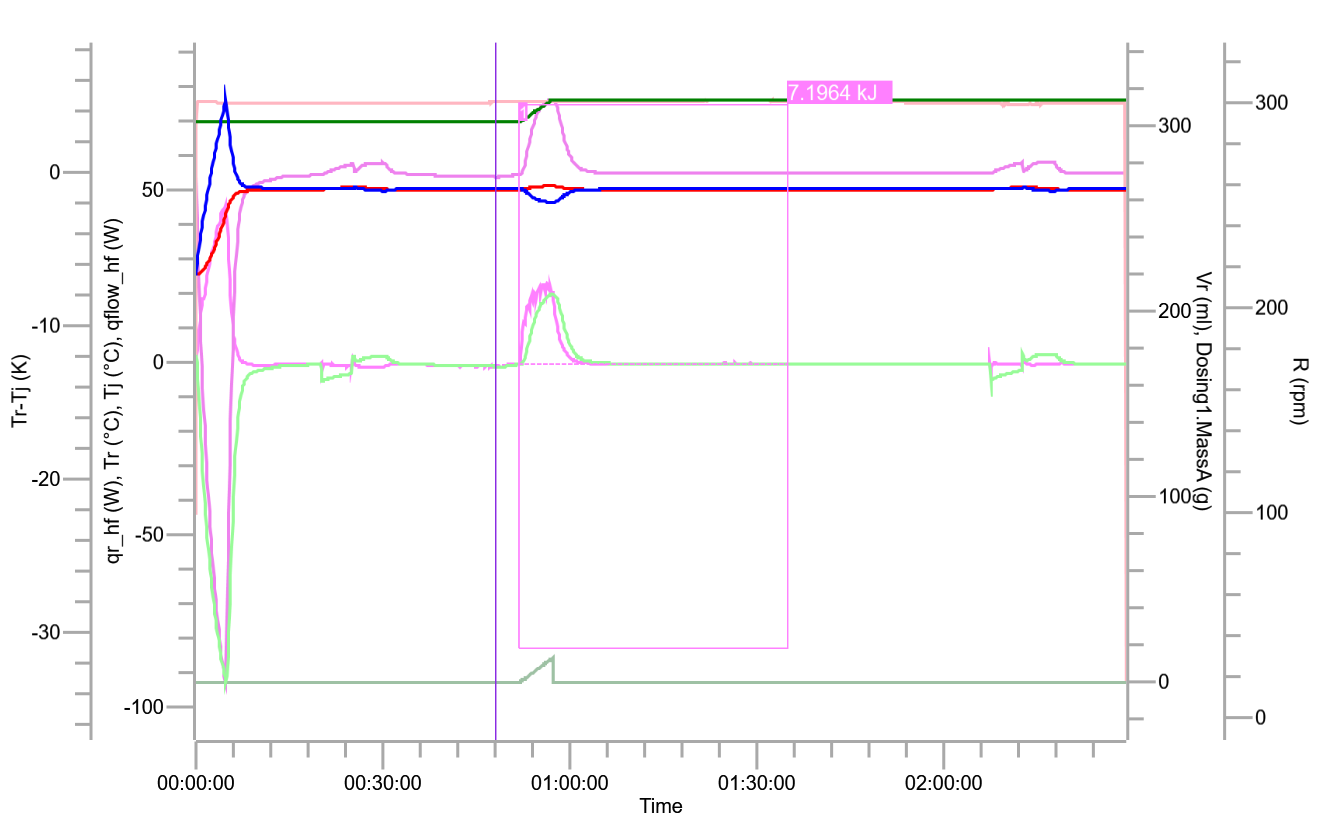 7.1964 kJ
0
-10
-20
-30
Tr-Tj (K)
50
0
-50
-100
qr_hf (W), Tr (°C), Tj (°C), qflow_hf (W)
300
200
100
0
Vr (ml), Dosing1.MassA (g)
300
200
100
0
R (rpm)
00:00:00 00:30:00 01:00:00 01:30:00 02:00:00
Time